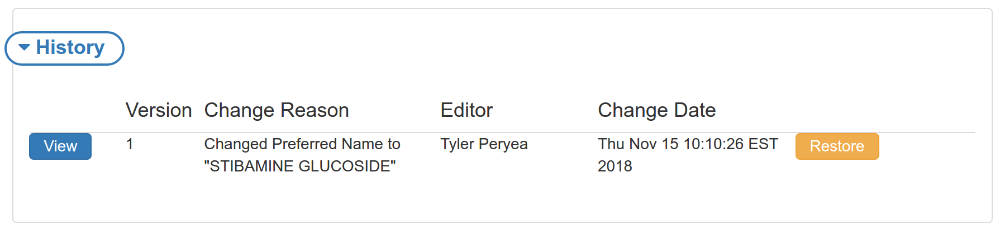 History
Version Change Reason Editor Change Date
View 1 Changed Preferred Name to Tyler Peryea Thu Nov 15 10:10:26 EST Restore
"STIBAMINE GLUCOSIDE" 2018